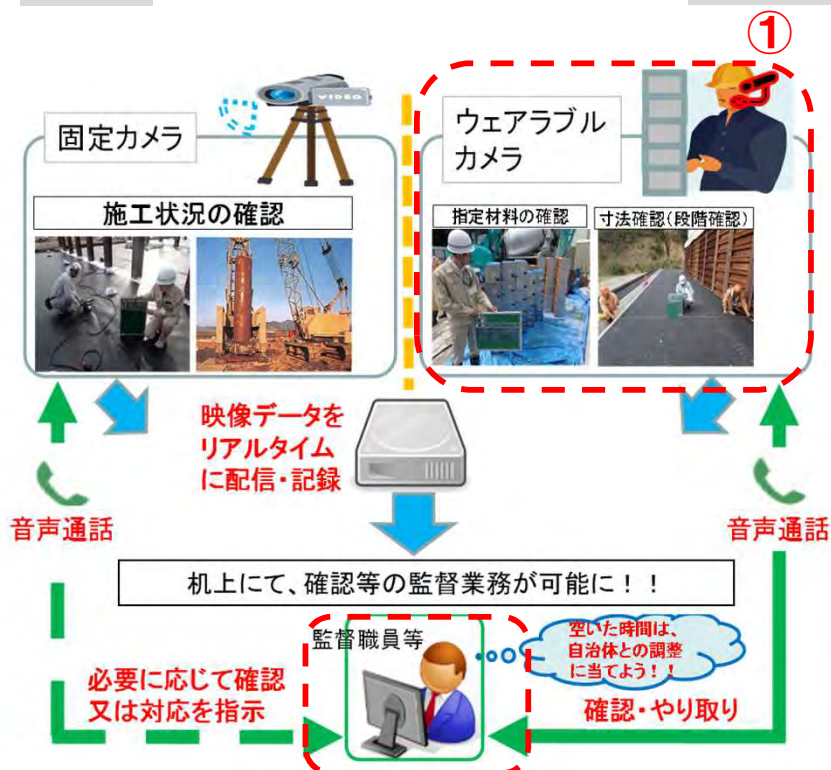 ①
VIDEO
固定カメラ
ウェアラブル
カメラ
施工状況の確認
指定材料の確認
寸法確認(段階確認)
映像データを
リアルタイム
に配信・記録
音声通話
音声通話
机上にて、確認等の監督業務が可能に!!
監督職員等
空いた時間は、
自治体との調整
に当てよう!!
必要に応じて確認
又は対応を指示
確認・やり取り